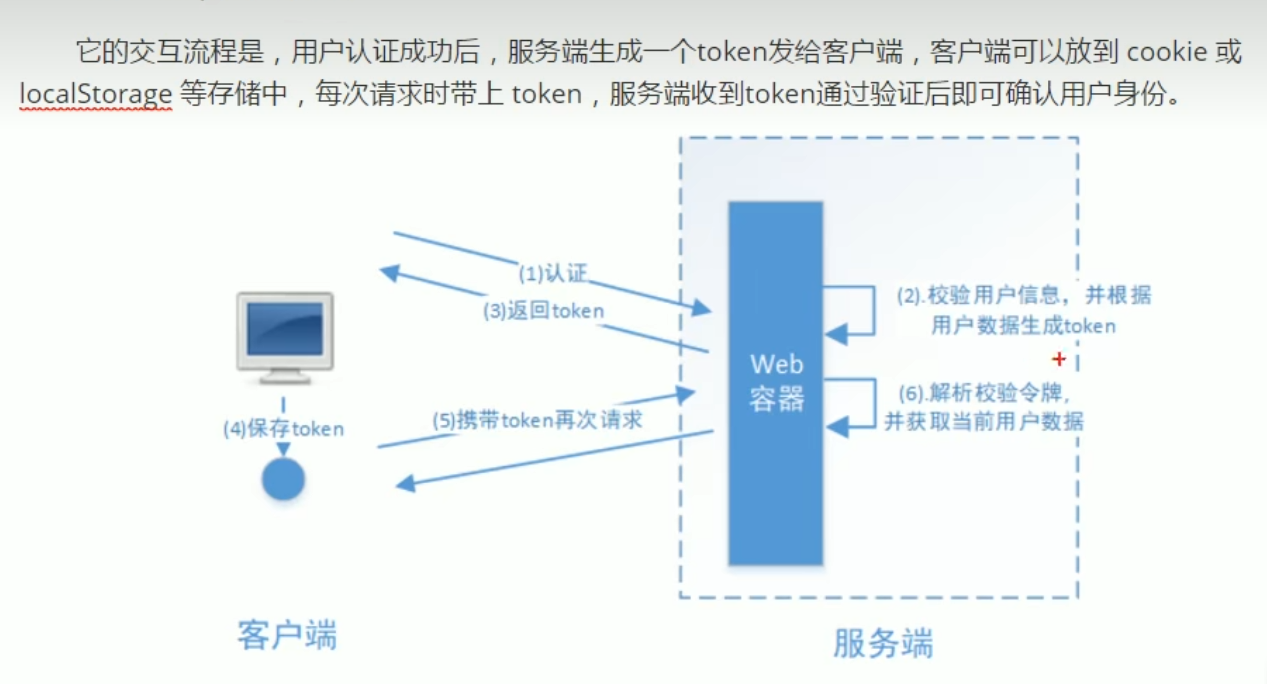 它的交互流程是，用户认证成功后，服务端生成一个token发给客户端，客户端可以放到 cookie 或
localStorage 等存储中，每次请求时带上 token，服务端收到token通过验证后即可确认用户身份。
(1)认证
(3)返回token
(2).校验用户信息，并根据
用户数据生成token
Web
容器
(6).解析校验令牌,
并获取当前用户数据
(5)携带token再次请求
(4)保存token
客户端
服务端